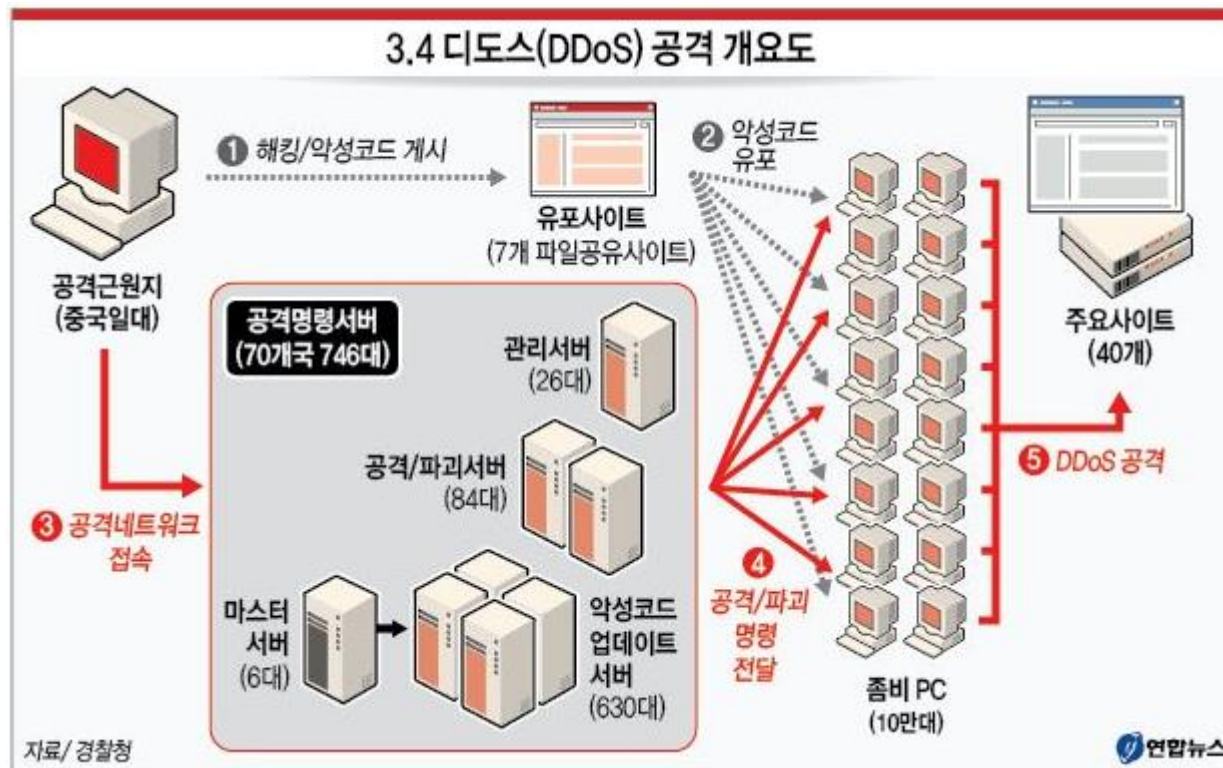 3.4 디도스(DDoS) 공격 개요도
1 해킹/악성코드 게시
2 악성코드
유포
유포사이트
(7개 파일공유사이트)
공격근원지
(중국일대)
주요사이트
(40개)
공격명령서버
(70개국 746대)
관리서버
(26대)
공격/파괴서버
(84대)
5 DDoS 공격
3 공격네트워크
접속
4
공격/파괴
명령
전달
마스터
서버
(6대)
악성코드
업데이트
서버
(630대)
좀비 PC
(10만대)
자료/ 경찰청
연합뉴스